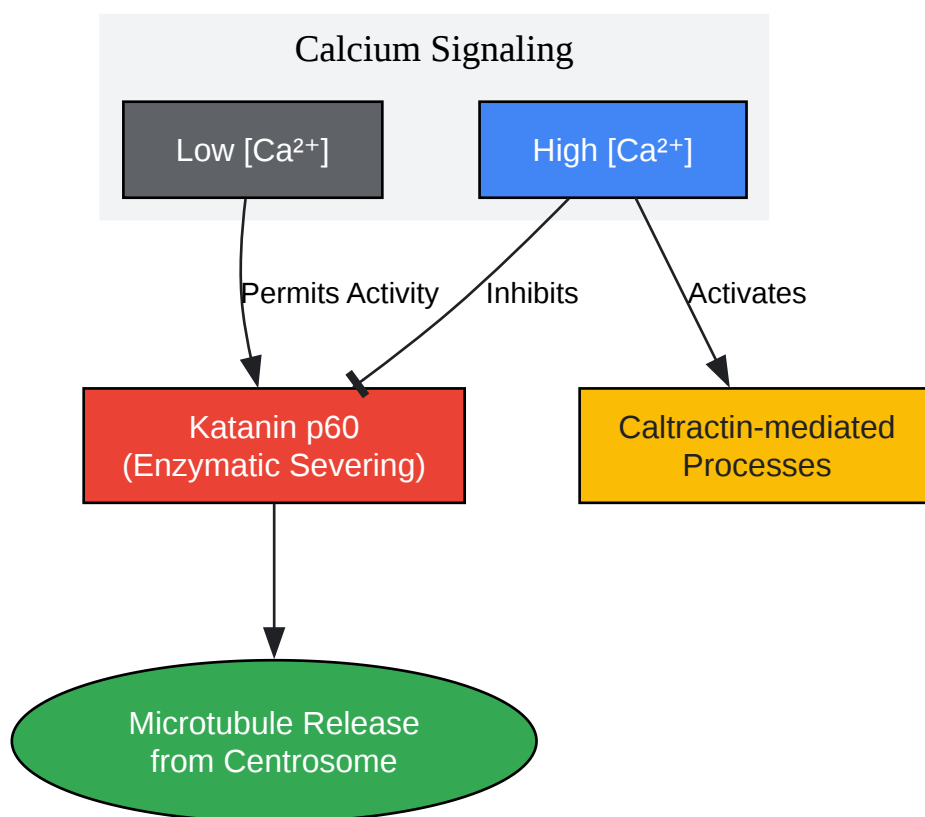 Calcium Signaling
Low [Ca²⁺]
High [Ca²⁺]
Permits Activity
Inhibits
Activates
Katanin p60
(Enzymatic Severing)
Caltractin-mediated
Processes
Microtubule Release
from Centrosome